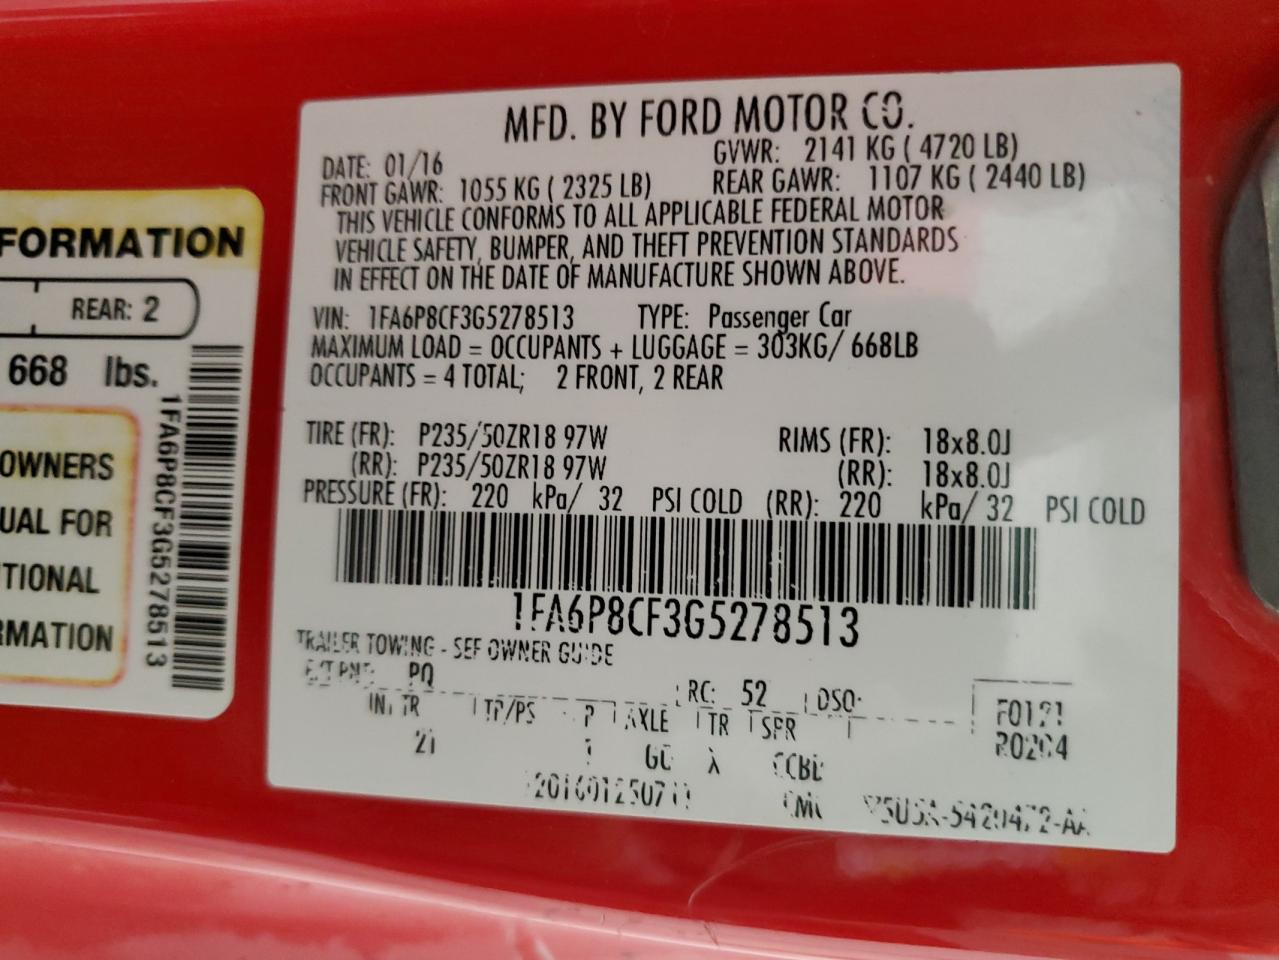 FORMATION
REAR: 2
668 lbs.
OWNERS
UAL FOR
TIONAL
RMATION
1FA6P8CF3G5278513
MFD. BY FORD MOTOR CO.
DATE: 01/16 GVWR: 2141 KG ( 4720 LB)
FRONT GAWR: 1055 KG ( 2325 LB) REAR GAWR: 1107 KG ( 2440 LB)
THIS VEHICLE CONFORMS TO ALL APPLICABLE FEDERAL MOTOR
VEHICLE SAFETY, BUMPER, AND THEFT PREVENTION STANDARDS
IN EFFECT ON THE DATE OF MANUFACTURE SHOWN ABOVE.
VIN: 1FA6P8CF3G5278513 TYPE: Passenger Car
MAXIMUM LOAD = OCCUPANTS + LUGGAGE = 303KG/ 668LB
OCCUPANTS = 4 TOTAL; 2 FRONT, 2 REAR
TIRE (FR): P235/50ZR18 97W RIMS (FR): 18x8.0J
(RR): P235/50ZR18 97W (RR): 18x8.0J
PRESSURE (FR): 220 kPa/ 32 PSI COLD (RR): 220 kPa/ 32 PSI COLD
1FA6P8CF3G5278513
TRAILER TOWING - SEE OWNER GUIDE
EXT PNT: PQ RC: 52 DSO:
INT TR TP/PS AXLE TR SPR